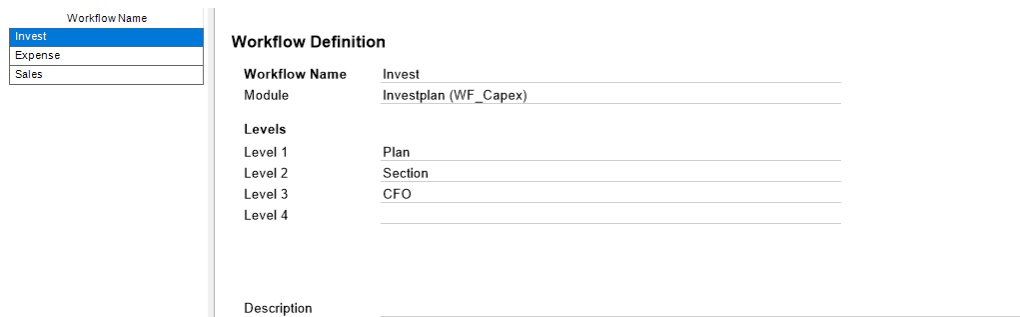 Workflow Name
Invest
Expense
Sales
Workflow Definition
Workflow Name Invest
Module Investplan (WF_Capex)
Levels
Level 1 Plan
Level 2 Section
Level 3 CFO
Level 4
Description